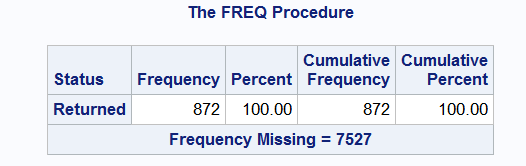 The FREQ Procedure
Status Frequency Percent Cumulative Frequency Cumulative Percent
Returned 872 100.00 872 100.00
Frequency Missing = 7527